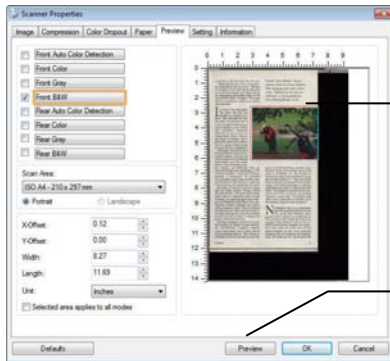 Scanner Properties
Image Compression Color Dropout Paper Preview Setting Information
Front Auto Color Detection
Front Color
Front Gray
Front B&W
Rear Auto Color Detection
Rear Color
Rear Gray
Rear B&W
Scan Area:
ISO A4 - 210 x 297 mm
Portrait Landscape
X-Offset: 0.12
Y-Offset: 0.00
Width: 8.27
Length: 11.69
Unit: inches
Selected area applies to all modes
0 1 2 3 4 5 6 7 8 9
0
1
2
3
4
5
6
7
8
9
10
11
12
13
14
Defaults Preview OK Cancel